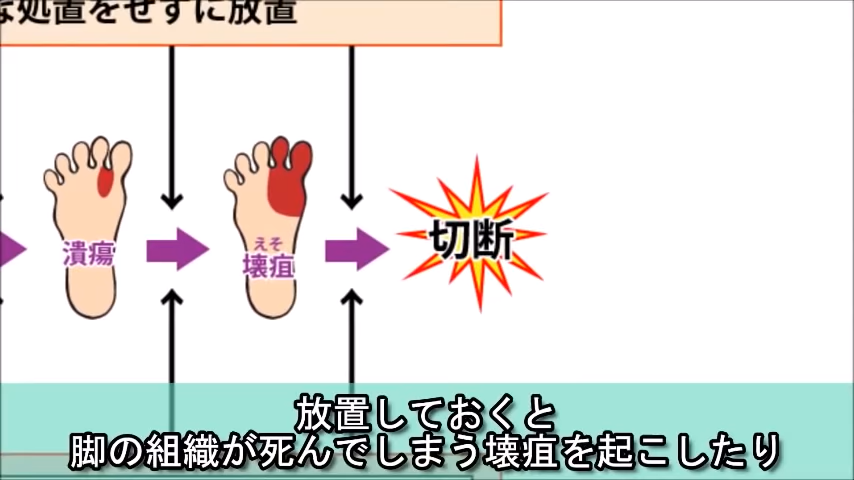 な処置をせずに放置
潰瘍
えそ
壊疽
切断
放置しておくと
脚の組織が死んでしまう壊疽を起こしたり